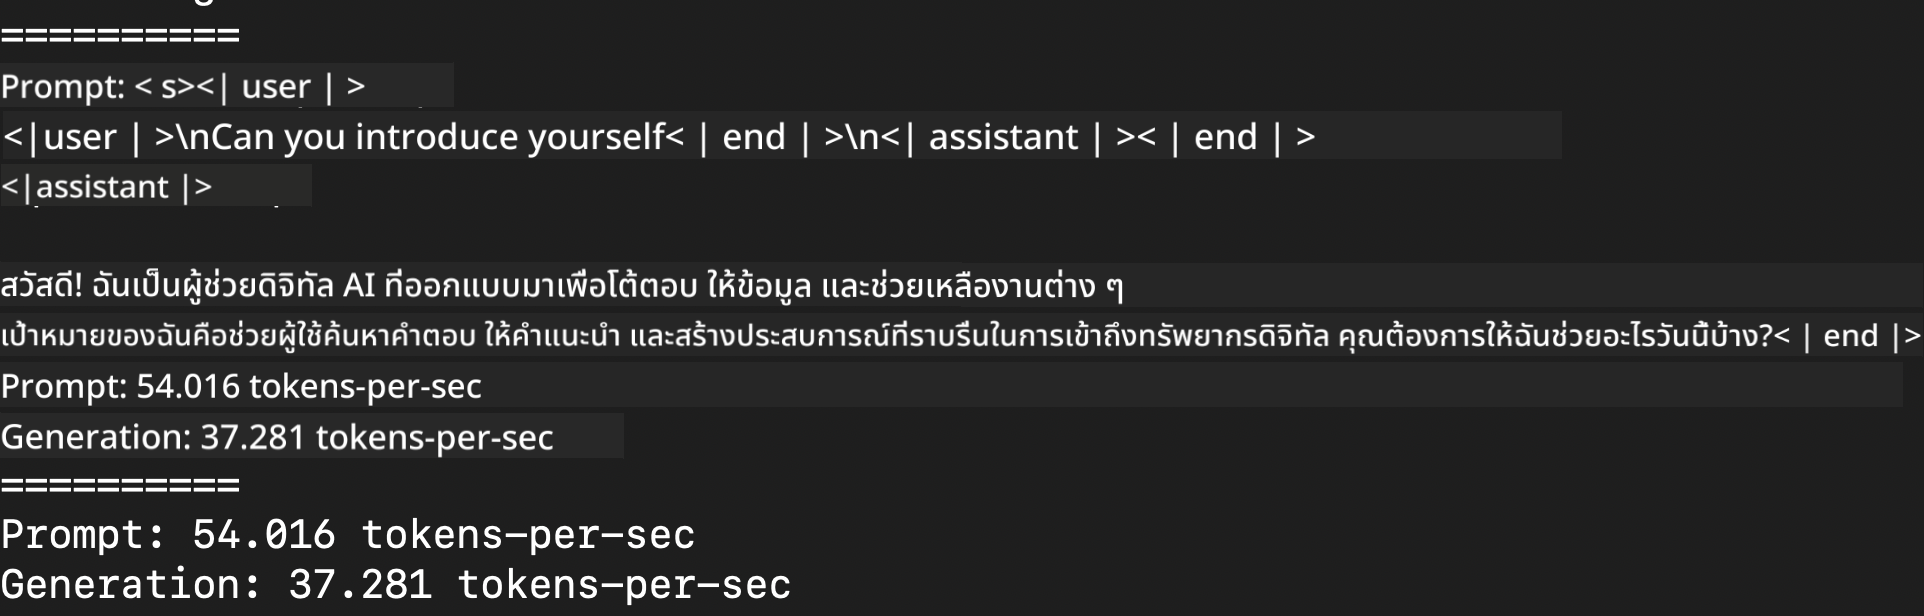 ==========
Prompt: < s><| user | >
<|user | >\nCan you introduce yourself< | end | >\n<| assistant | >< | end | >
<|assistant |>
สวัสดี! ฉันเป็นผู้ช่วยดิจิทัล AI ที่ออกแบบมาเพื่อโต้ตอบ ให้ข้อมูล และช่วยเหลืองานต่าง ๆ
เป้าหมายของฉันคือช่วยผู้ใช้ค้นหาคำตอบ ให้คำแนะนำ และสร้างประสบการณ์ที่ราบรื่นในการเข้าถึงทรัพยากรดิจิทัล คุณต้องการให้ฉันช่วยอะไรวันนี้บ้าง?< | end |>
Prompt: 54.016 tokens-per-sec
Generation: 37.281 tokens-per-sec
==========
Prompt: 54.016 tokens-per-sec
Generation: 37.281 tokens-per-sec